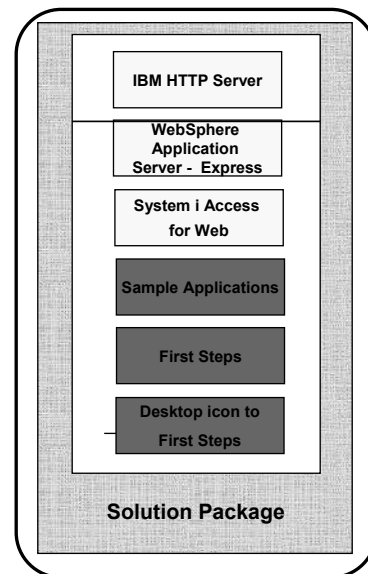 IBM HTTP Server
WebSphere
Application
Server - Express
System i Access
for Web
Sample Applications
First Steps
Desktop icon to
First Steps
Solution Package